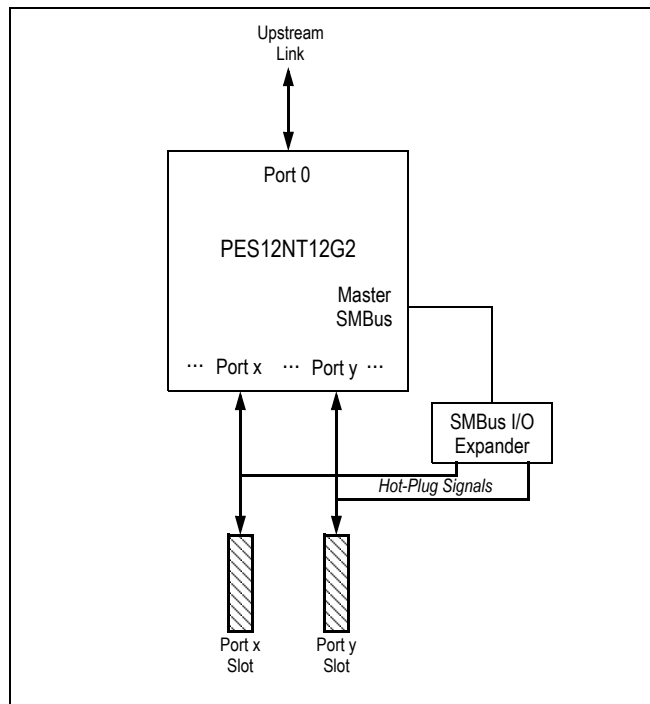 Upstream
Link
Port 0
PES12NT12G2
Master
SMBus
··· Port x ··· Port y ···
SMBus I/O
Expander
Hot-Plug Signals
Port x
Slot
Port y
Slot